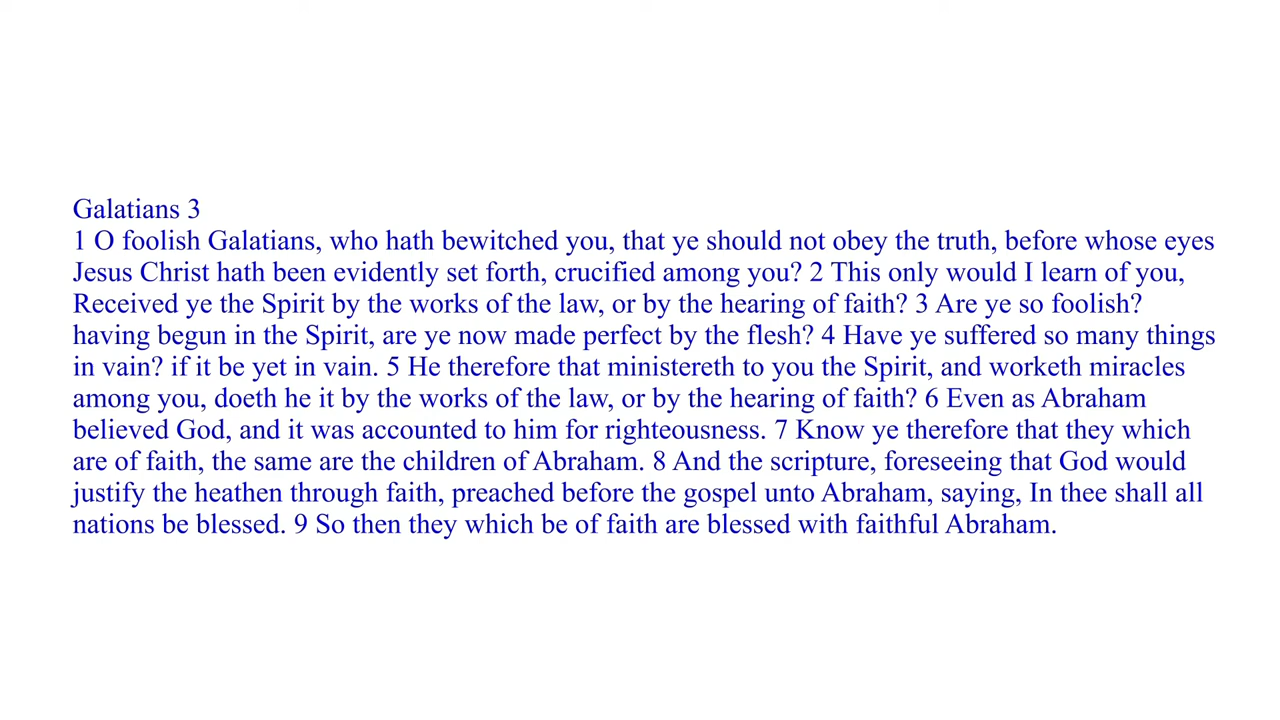 Galatians 3
1 O foolish Galatians, who hath bewitched you, that ye should not obey the truth, before whose eyes
Jesus Christ hath been evidently set forth, crucified among you? 2 This only would I learn of you,
Received ye the Spirit by the works of the law, or by the hearing of faith? 3 Are ye so foolish?
having begun in the Spirit, are ye now made perfect by the flesh? 4 Have ye suffered so many things
in vain? if it be yet in vain. 5 He therefore that ministereth to you the Spirit, and worketh miracles
among you, doeth he it by the works of the law, or by the hearing of faith? 6 Even as Abraham
believed God, and it was accounted to him for righteousness. 7 Know ye therefore that they which
are of faith, the same are the children of Abraham. 8 And the scripture, foreseeing that God would
justify the heathen through faith, preached before the gospel unto Abraham, saying, In thee shall all
nations be blessed. 9 So then they which be of faith are blessed with faithful Abraham.